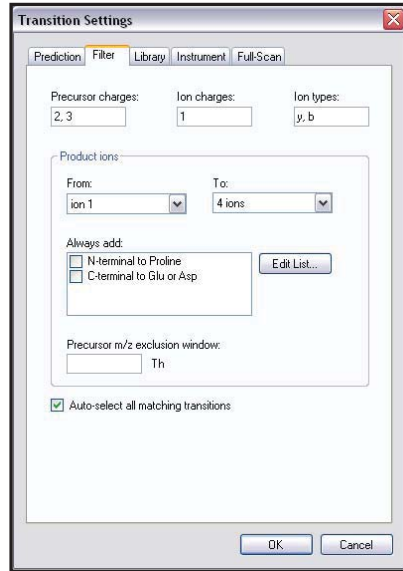 Transition Settings
Prediction Filter Library Instrument Full-Scan
Precursor charges: Ion charges: Ion types:
2, 3 1 y, b
Product ions
From: To:
ion 1 4 ions
Always add:
N-terminal to Proline
C-terminal to Glu or Asp
Edit List...
Precursor m/z exclusion window:
Th
Auto-select all matching transitions
OK Cancel